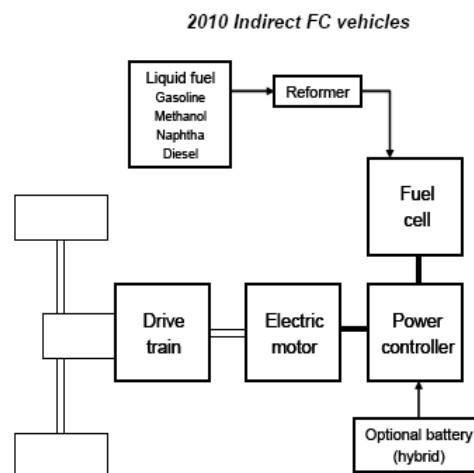 2010 Indirect FC vehicles
Liquid fuel
Gasoline
Methanol
Naphtha
Diesel
Reformer
Fuel
cell
Drive
train
Electric
motor
Power
controller
Optional battery
(hybrid)